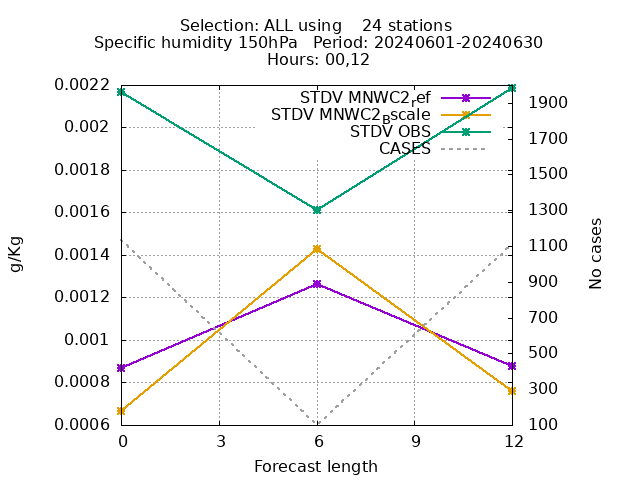 Selection: ALL using    24 stations
Specific humidity 150hPa   Period: 20240601-20240630
Hours: 00,12
STDV MNWC2_ref
STDV MNWC2_Bscale
STDV OBS
CASES
0.0022
0.002
0.0018
0.0016
0.0014
0.0012
0.001
0.0008
0.0006
1900
1700
1500
1300
1100
900
700
500
300
100
g/Kg
No cases
0 3 6 9 12
Forecast length